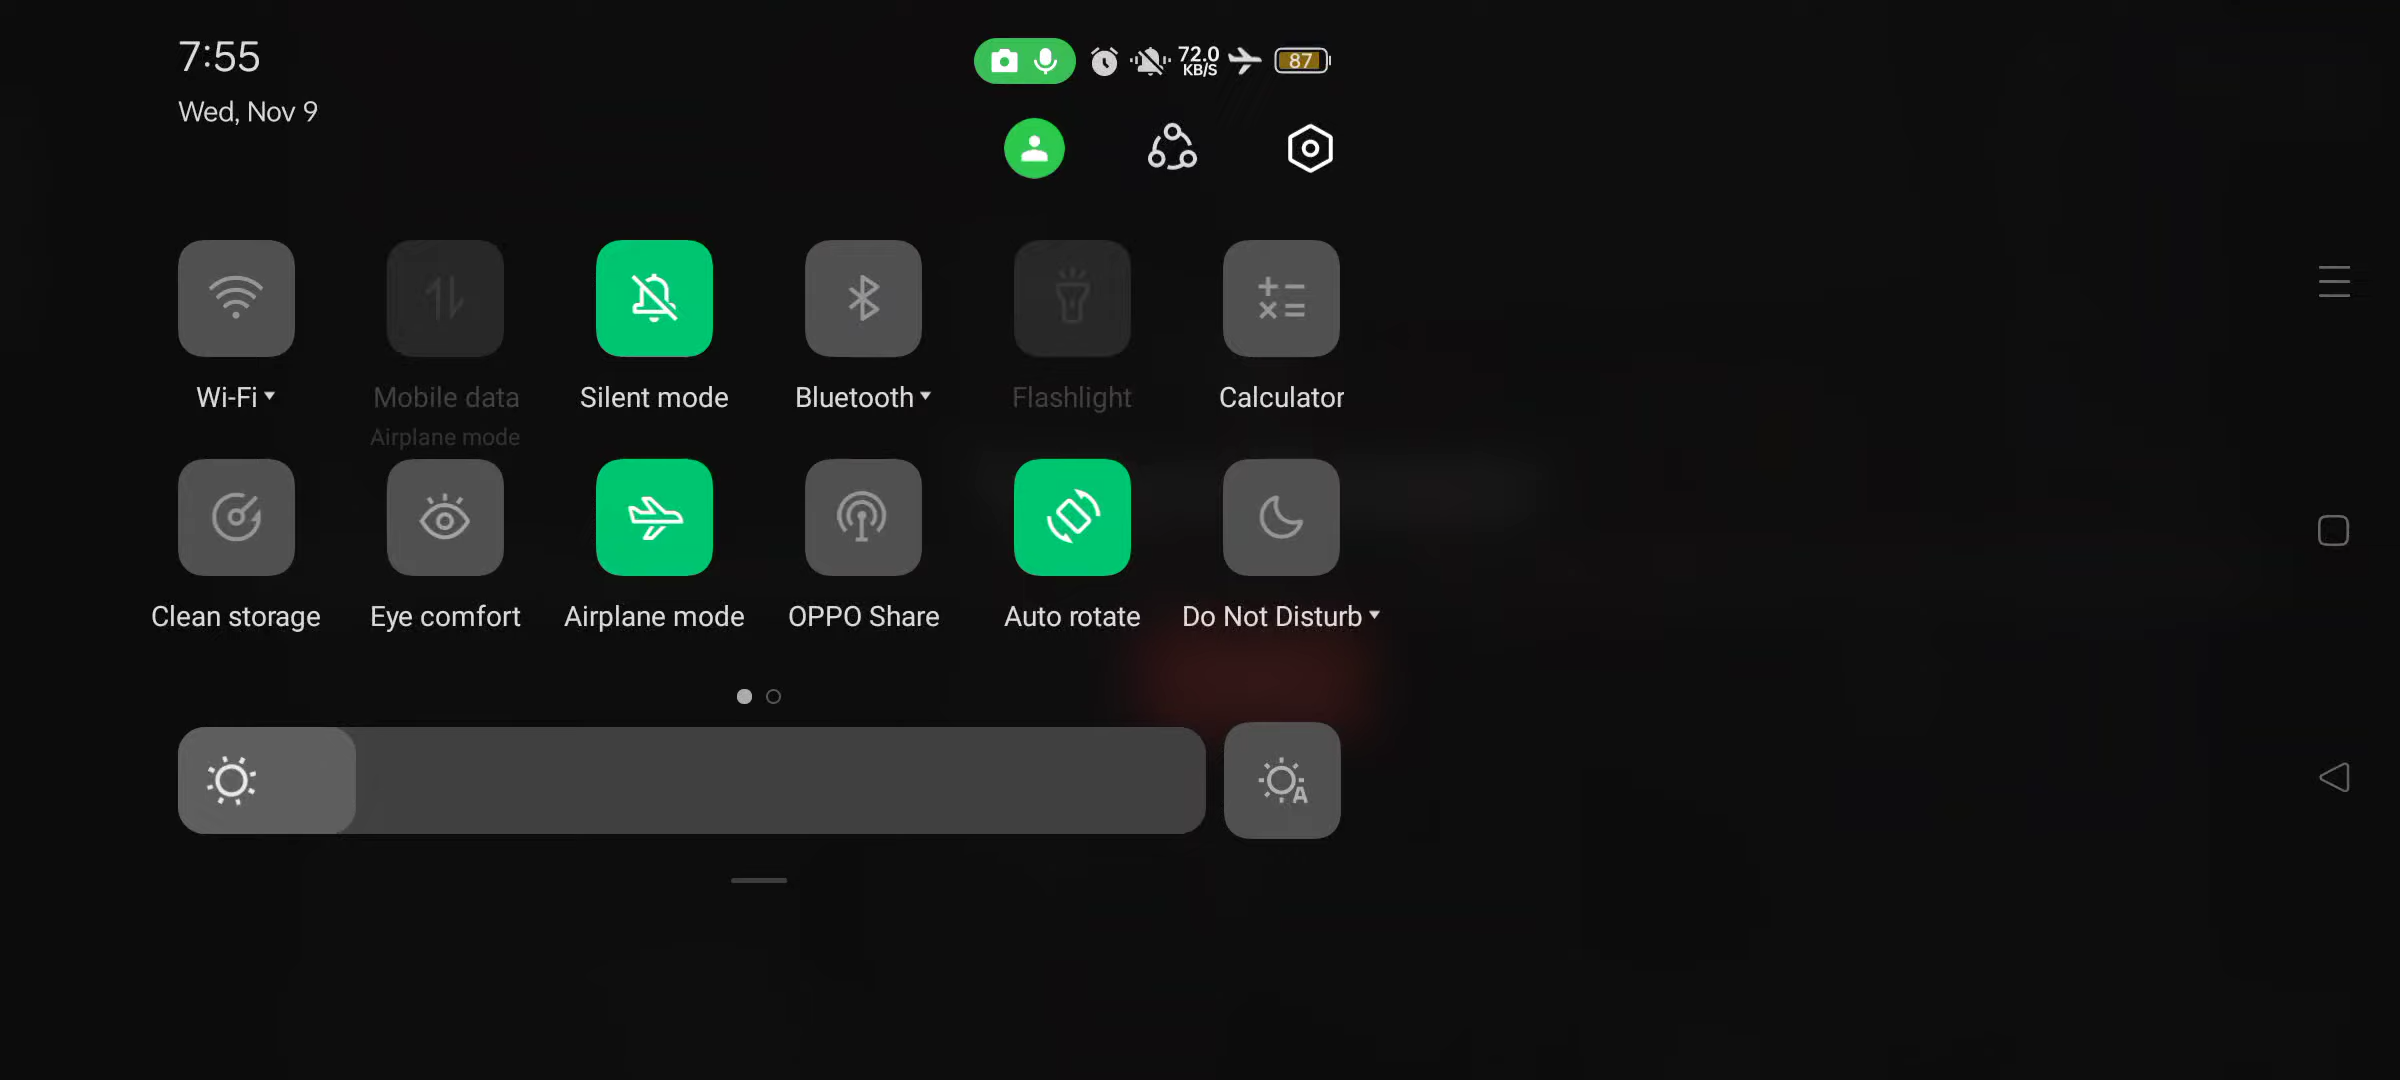 7:55
72.0
KB/S
87
Wed, Nov 9
Wi-Fi
Mobile data
Airplane mode
Silent mode
Bluetooth
Flashlight
Calculator
Clean storage
Eye comfort
Airplane mode
OPPO Share
Auto rotate
Do Not Disturb
A